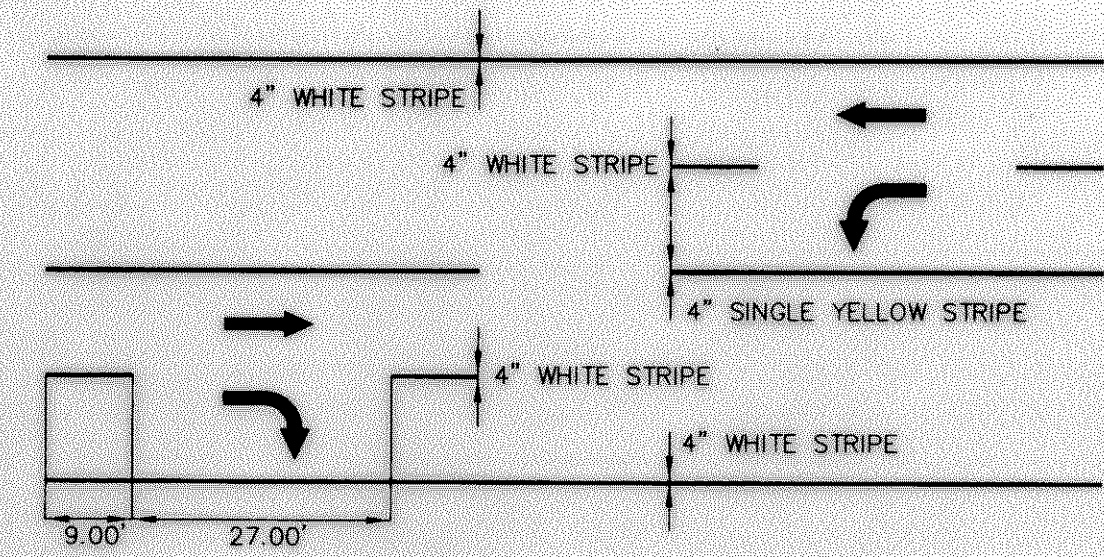 4" WHITE STRIPE
4" WHITE STRIPE
4" SINGLE YELLOW STRIPE
4" WHITE STRIPE
4" WHITE STRIPE
9.00'
27.00'